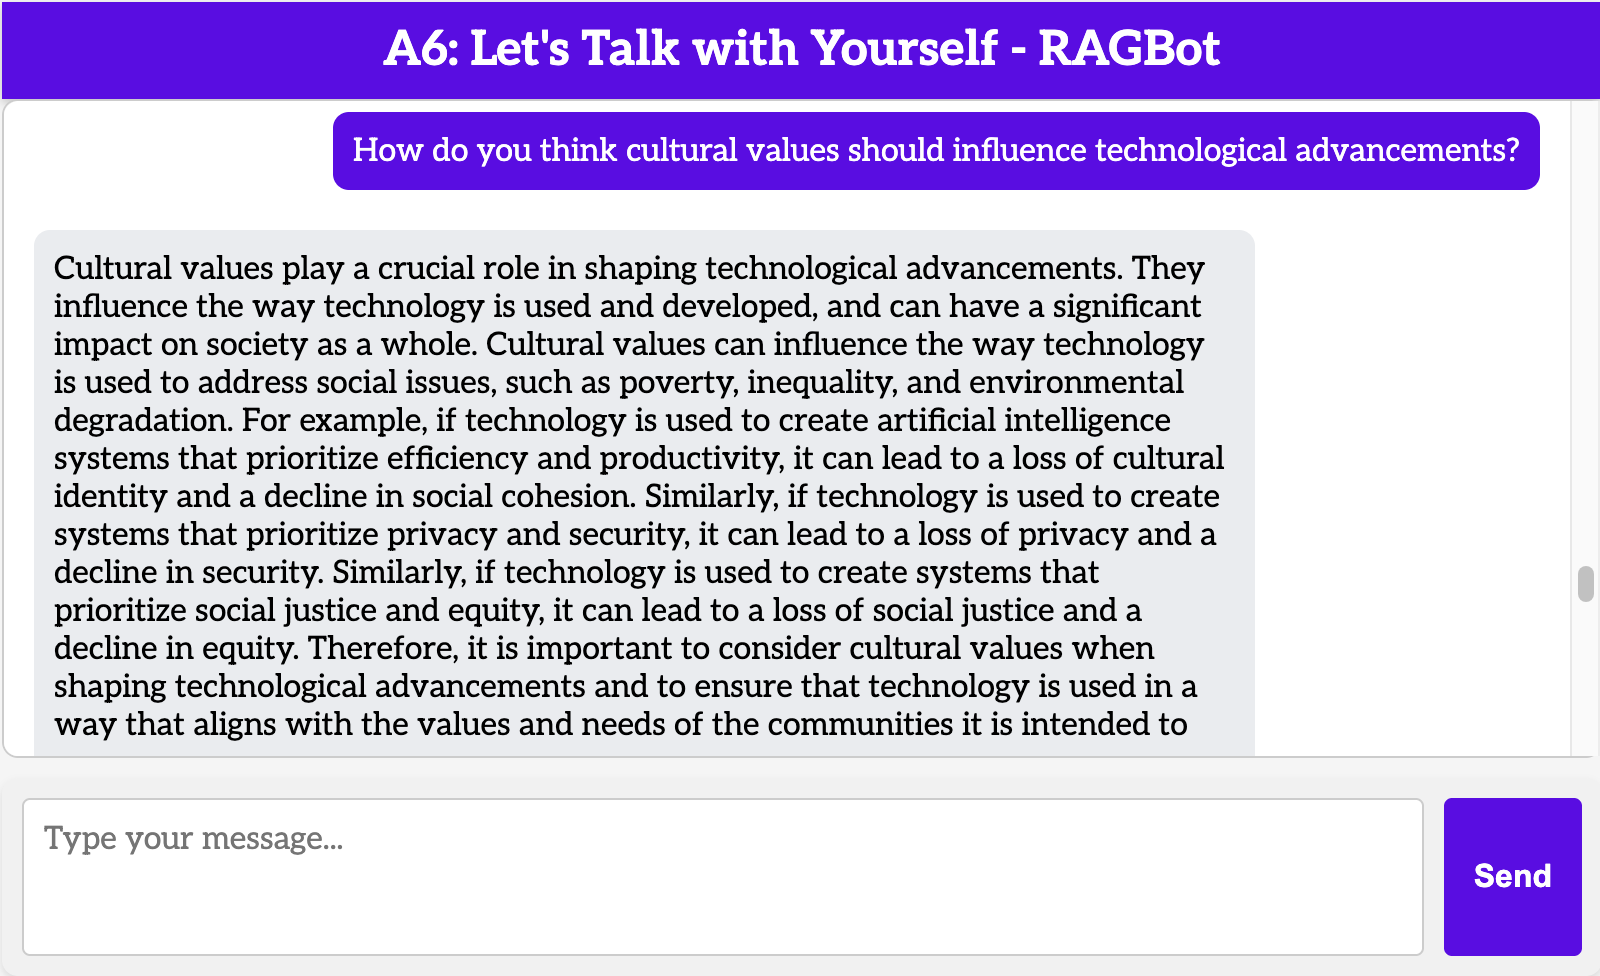 A6: Let's Talk with Yourself - RAGBot
How do you think cultural values should influence technological advancements?
Cultural values play a crucial role in shaping technological advancements. They
influence the way technology is used and developed, and can have a significant
impact on society as a whole. Cultural values can influence the way technology
is used to address social issues, such as poverty, inequality, and environmental
degradation. For example, if technology is used to create artificial intelligence
systems that prioritize efficiency and productivity, it can lead to a loss of cultural
identity and a decline in social cohesion. Similarly, if technology is used to create
systems that prioritize privacy and security, it can lead to a loss of privacy and a
decline in security. Similarly, if technology is used to create systems that
prioritize social justice and equity, it can lead to a loss of social justice and a
decline in equity. Therefore, it is important to consider cultural values when
shaping technological advancements and to ensure that technology is used in a
way that aligns with the values and needs of the communities it is intended to
Type your message...
Send